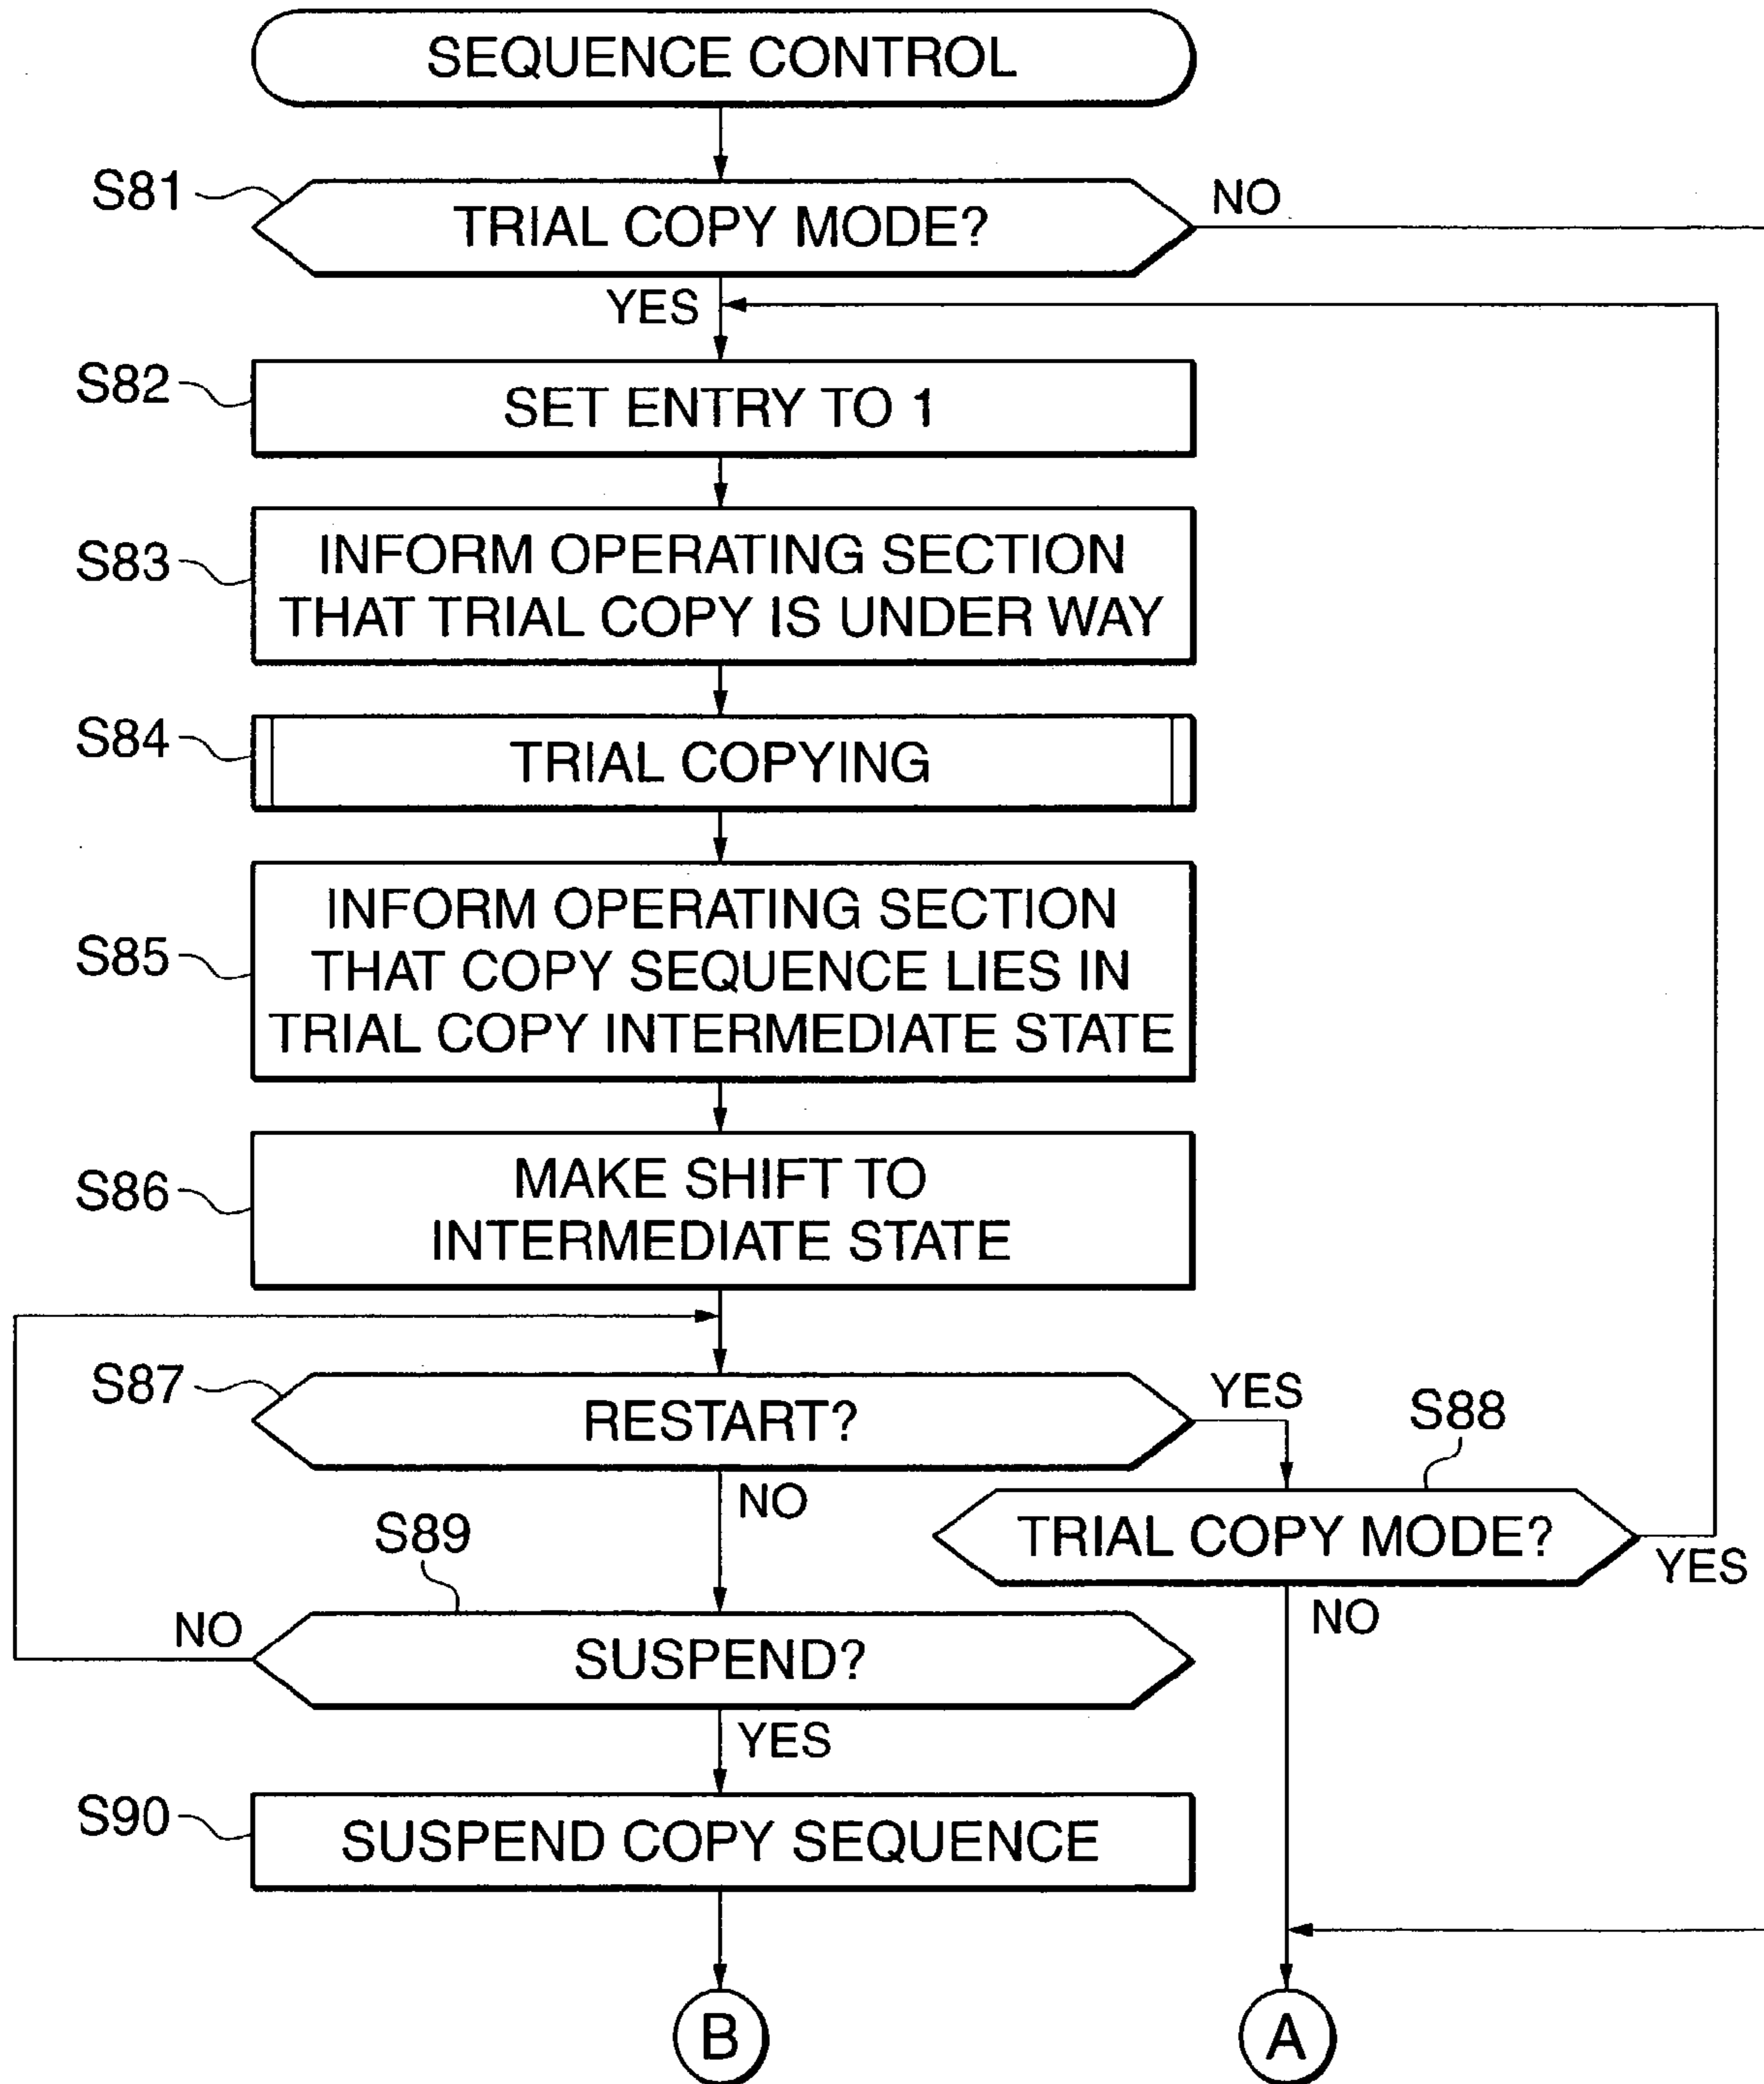 SEQUENCE CONTROL
S81
TRIAL COPY MODE?
NO
YES
S82
SET ENTRY TO 1
S83
INFORM OPERATING SECTION
THAT TRIAL COPY IS UNDER WAY
S84
TRIAL COPYING
S85
INFORM OPERATING SECTION
THAT COPY SEQUENCE LIES IN
TRIAL COPY INTERMEDIATE STATE
S86
MAKE SHIFT TO
INTERMEDIATE STATE
S87
RESTART?
YES
S88
NO
TRIAL COPY MODE?
YES
S89
NO
NO
SUSPEND?
YES
S90
SUSPEND COPY SEQUENCE
B
A